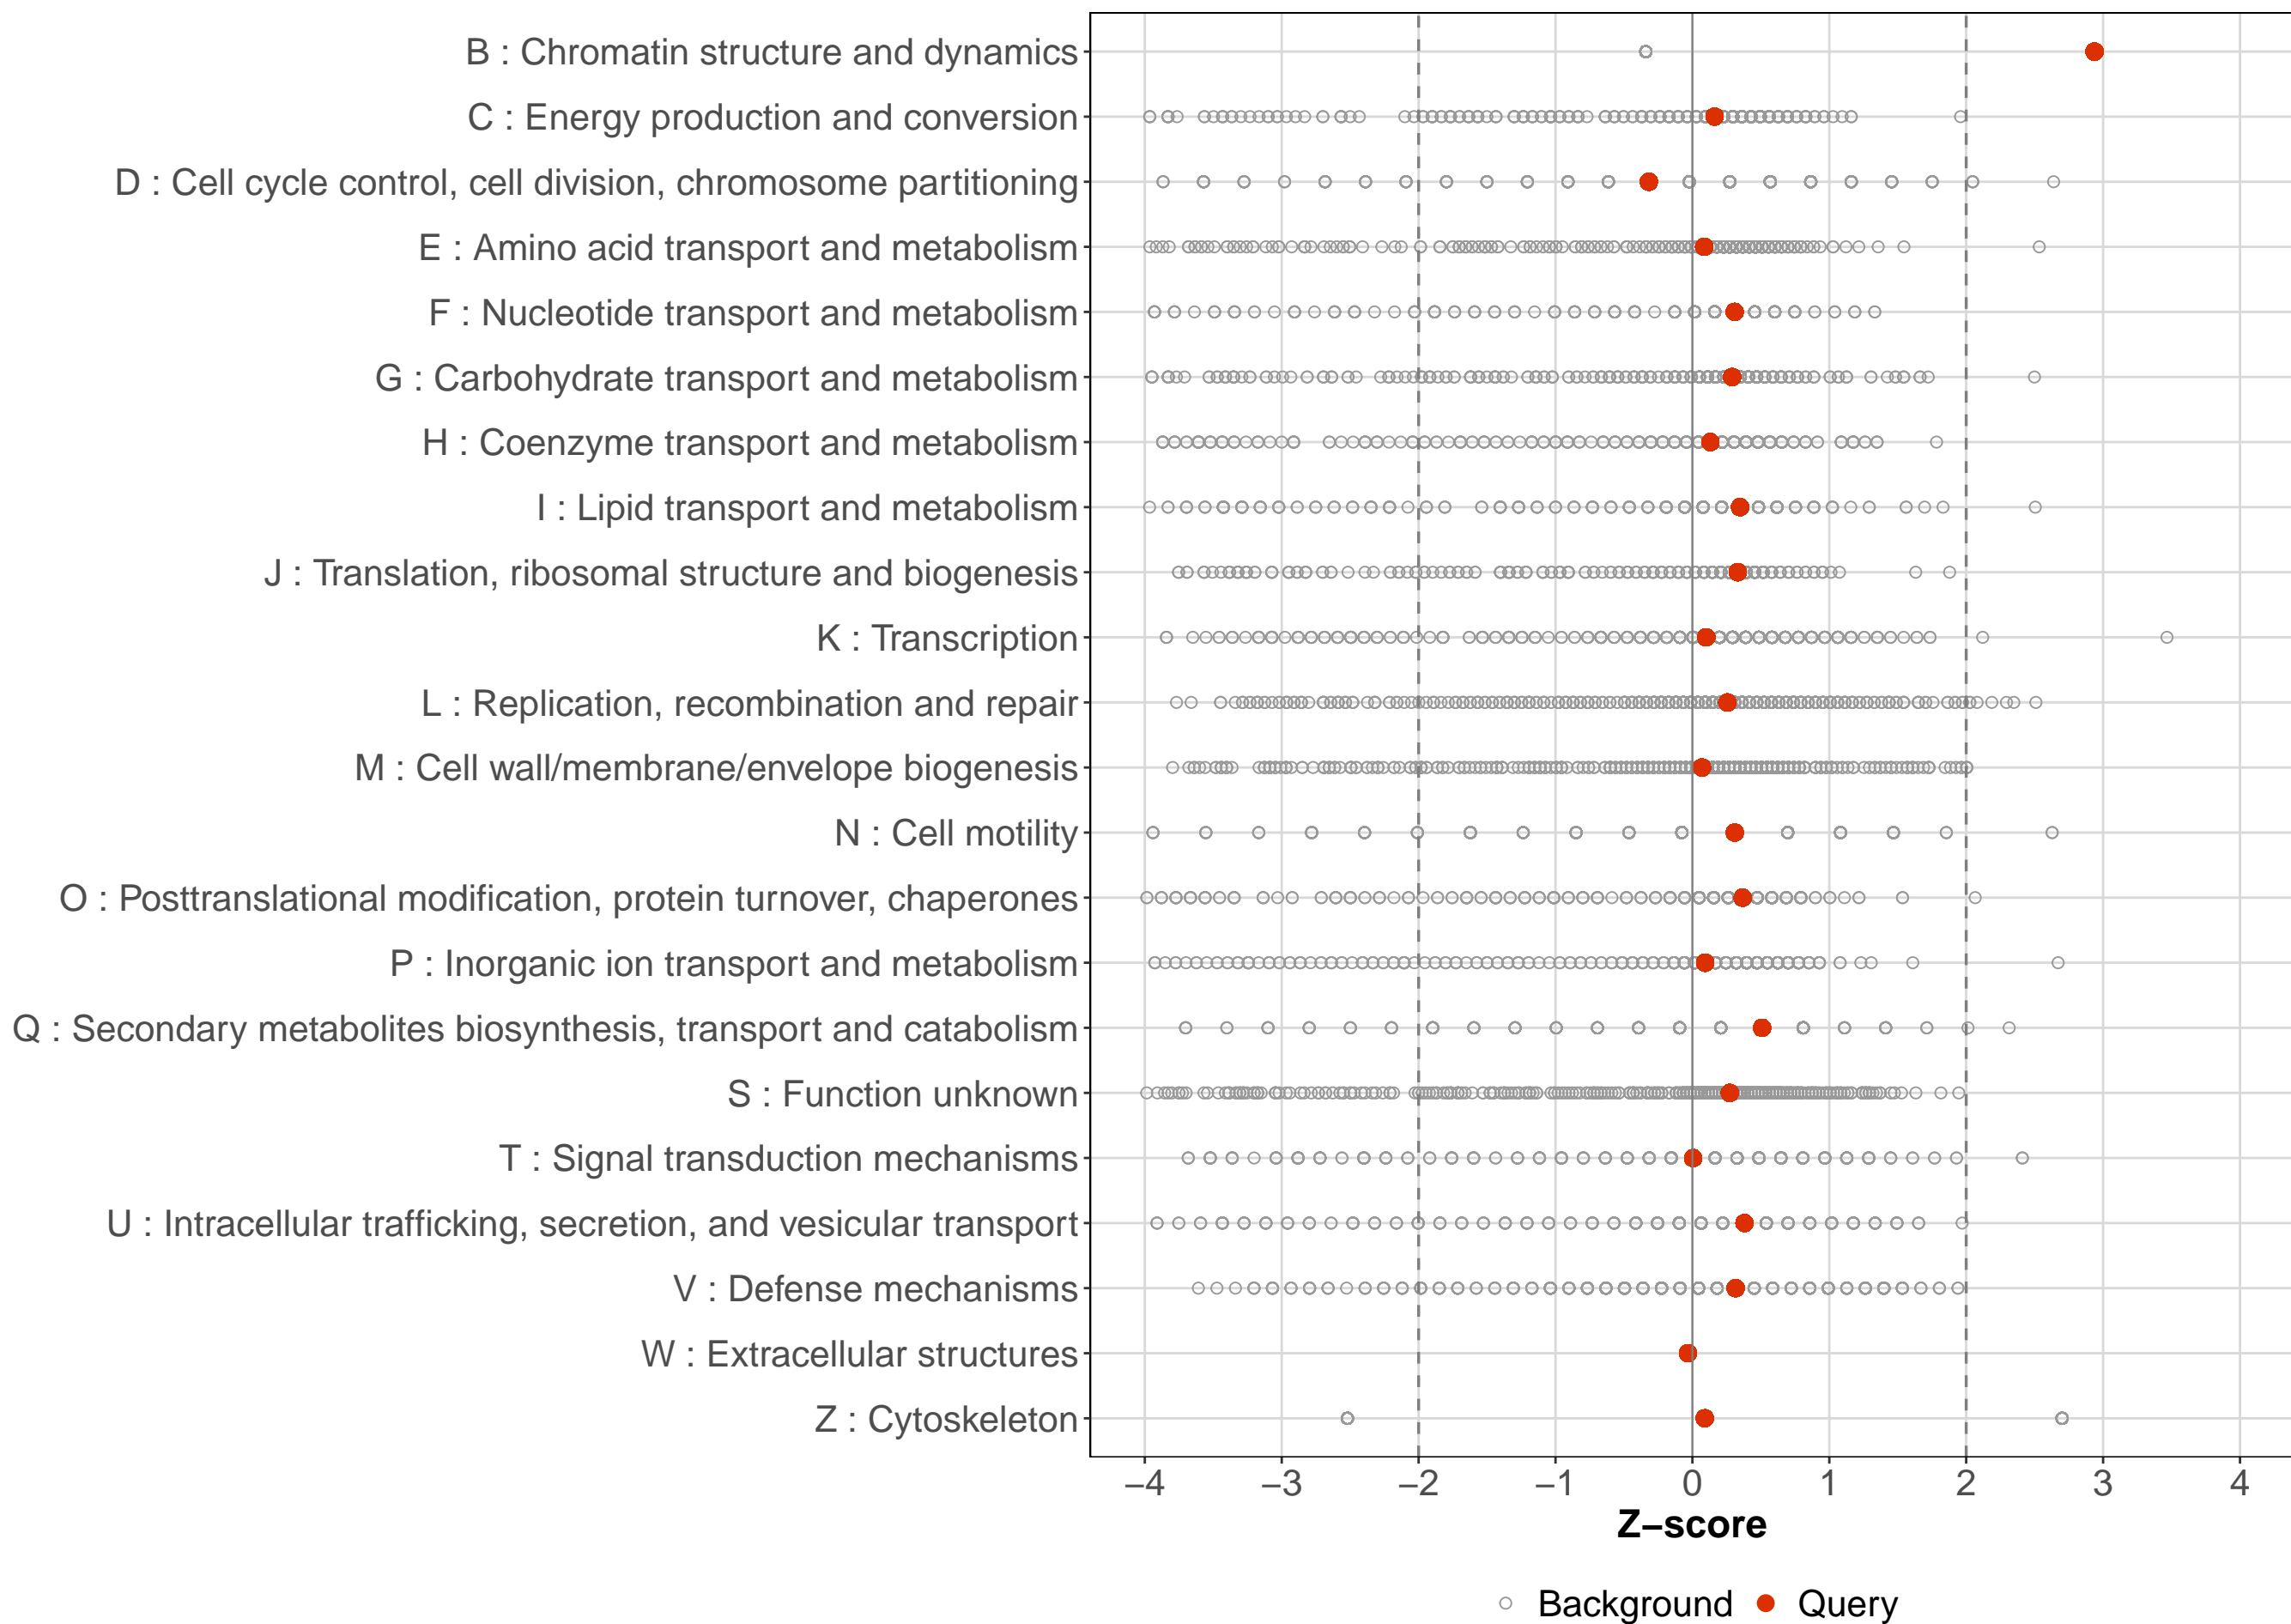 B : Chromatin structure and dynamics
C : Energy production and conversion
D : Cell cycle control, cell division, chromosome partitioning
E : Amino acid transport and metabolism
F : Nucleotide transport and metabolism
G : Carbohydrate transport and metabolism
H : Coenzyme transport and metabolism
I : Lipid transport and metabolism
J : Translation, ribosomal structure and biogenesis
K : Transcription
L : Replication, recombination and repair
M : Cell wall/membrane/envelope biogenesis
N : Cell motility
O : Posttranslational modification, protein turnover, chaperones
P : Inorganic ion transport and metabolism
Q : Secondary metabolites biosynthesis, transport and catabolism
S : Function unknown
T : Signal transduction mechanisms
U : Intracellular trafficking, secretion, and vesicular transport
V : Defense mechanisms
W : Extracellular structures
Z : Cytoskeleton
−4 −3 −2 −1 0 1 2 3 4
Z−score
Background Query